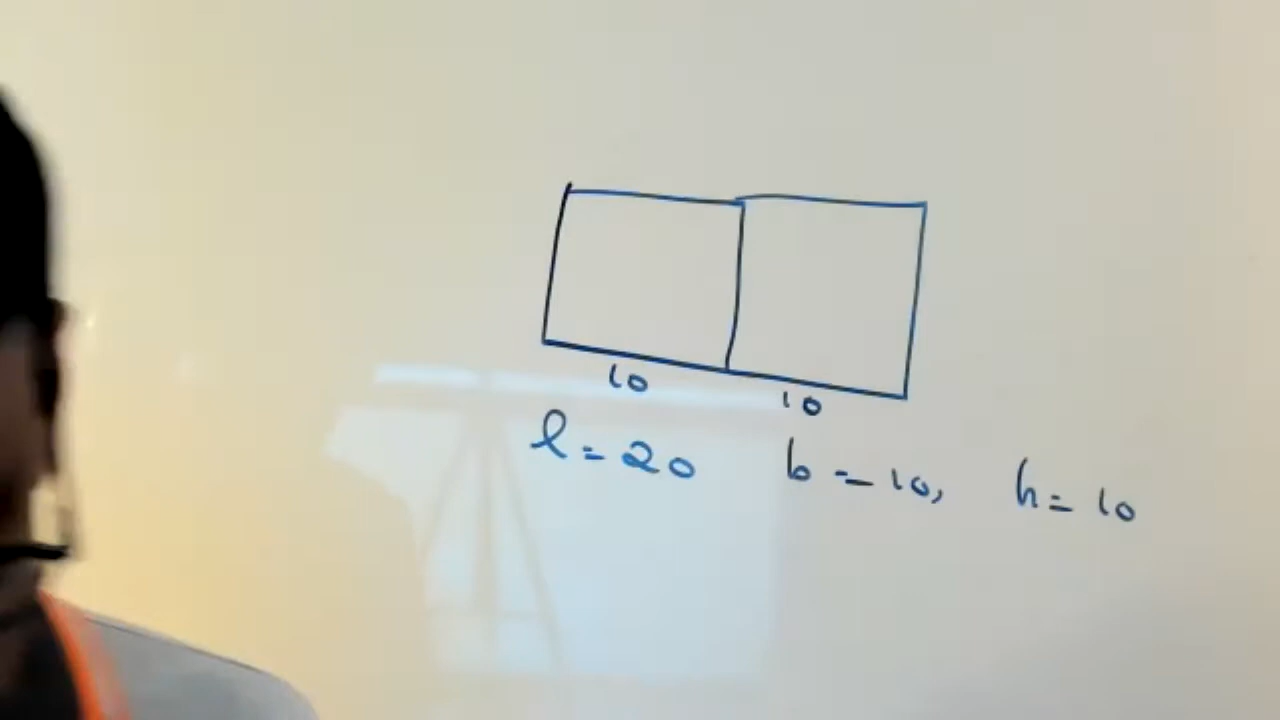 10 10
l = 20 b = 10, h = 10